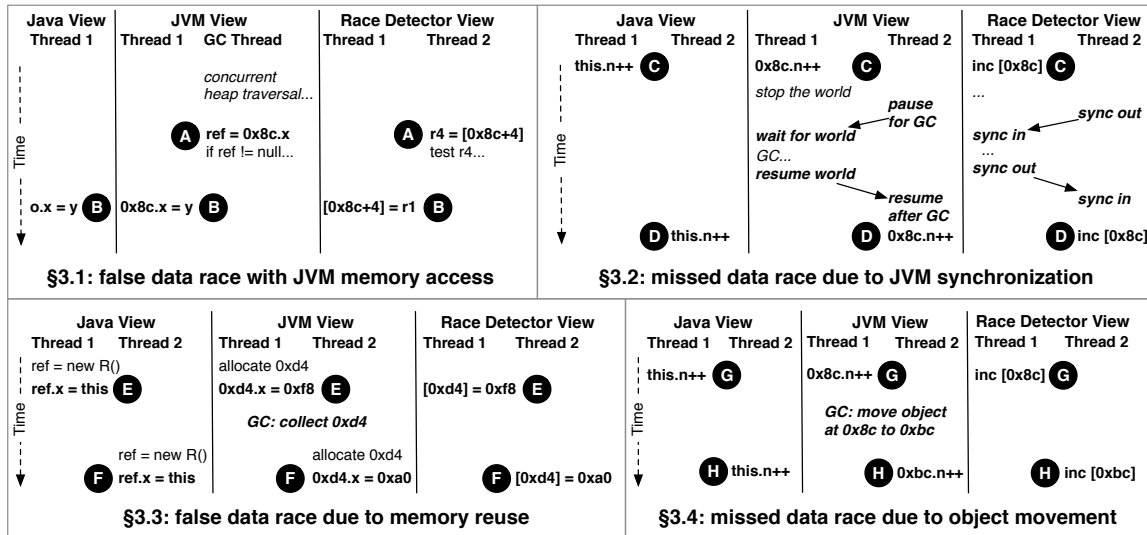 Java View JVM View Race Detector View
Thread 1 Thread 1 GC Thread Thread 1 Thread 2
Time
concurrent
heap traversal...
A ref = 0x8c.x A r4 = [0x8c+4]
if ref != null... test r4...
o.x = y B 0x8c.x = y B [0x8c+4] = r1 B
§3.1: false data race with JVM memory access
Java View JVM View Race Detector View
Thread 1 Thread 2 Thread 1 Thread 2 Thread 1 Thread 2
Time
this.n++ C 0x8c.n++ C inc [0x8c] C
stop the world ...
pause
for GC sync out
wait for world sync in
GC... ...
resume world sync out
resume
after GC sync in
D this.n++ D 0x8c.n++ D inc [0x8c]
§3.2: missed data race due to JVM synchronization
Java View JVM View Race Detector View
Thread 1 Thread 2 Thread 1 Thread 2 Thread 1 Thread 2
Time
ref = new R() allocate 0xd4
ref.x = this E 0xd4.x = 0xf8 E [0xd4] = 0xf8 E
GC: collect 0xd4
ref = new R() allocate 0xd4
F ref.x = this F 0xd4.x = 0xa0 F [0xd4] = 0xa0
§3.3: false data race due to memory reuse
Java View JVM View Race Detector View
Thread 1 Thread 2 Thread 1 Thread 2 Thread 1 Thread 2
Time
this.n++ G 0x8c.n++ G inc [0x8c] G
GC: move object
at 0x8c to 0xbc
H this.n++ H 0xbc.n++ H inc [0xbc]
§3.4: missed data race due to object movement